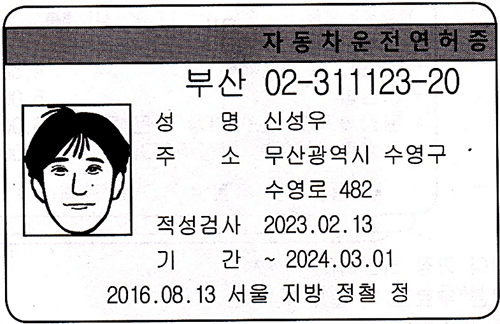 자동차운전연허증
부산 02-311123-20
성 명 신성우
주 소 무산광역시 수영구
수영로 482
적성검사 2023.02.13
기 간 ~ 2024.03.01
2016.08.13 서울 지방 정철 정